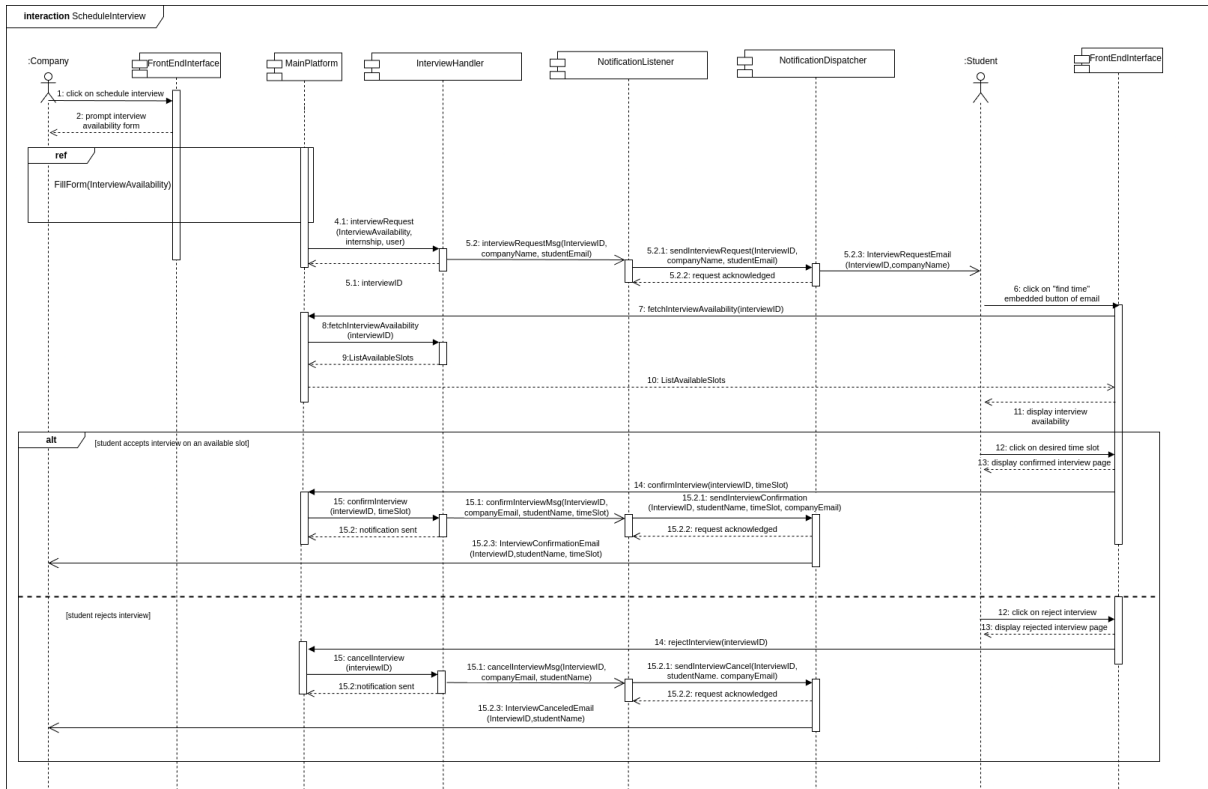 interaction ScheduleInterview
:Company
FrontEndInterface
MainPlatform
InterviewHandler
NotificationListener
NotificationDispatcher
:Student
FrontEndInterface
1: click on schedule interview
2: prompt interview
availability form
ref
FillForm(InterviewAvailability)
4.1: interviewRequest
(InterviewAvailability,
internship, user)
5.1: interviewID
5.2: interviewRequestMsg(InterviewID,
companyName, studentEmail)
5.2.1: sendInterviewRequest(InterviewID,
companyName, studentEmail)
5.2.2: request acknowledged
5.2.3: InterviewRequestEmail
(InterviewID,companyName)
6: click on "find time"
embedded button of email
7: fetchInterviewAvailability(interviewID)
8:fetchInterviewAvailability
(interviewID)
9:ListAvailableSlots
10: ListAvailableSlots
11: display interview
availability
alt
[student accepts interview on an available slot]
12: click on desired time slot
13: display confirmed interview page
14: confirmInterview(interviewID, timeSlot)
15: confirmInterview
(interviewID, timeSlot)
15.1: confirmInterviewMsg(InterviewID,
companyEmail, studentName, timeSlot)
15.2.1: sendInterviewConfirmation
(InterviewID, studentName, timeSlot, companyEmail)
15.2: notification sent
15.2.2: request acknowledged
15.2.3: InterviewConfirmationEmail
(InterviewID,studentName, timeSlot)
[student rejects interview]
12: click on reject interview
13: display rejected interview page
14: rejectInterview(interviewID)
15: cancelInterview
(interviewID)
15.1: cancelInterviewMsg(InterviewID,
companyEmail, studentName)
15.2.1: sendInterviewCancel(InterviewID,
studentName. companyEmail)
15.2:notification sent
15.2.2: request acknowledged
15.2.3: InterviewCanceledEmail
(InterviewID,studentName)